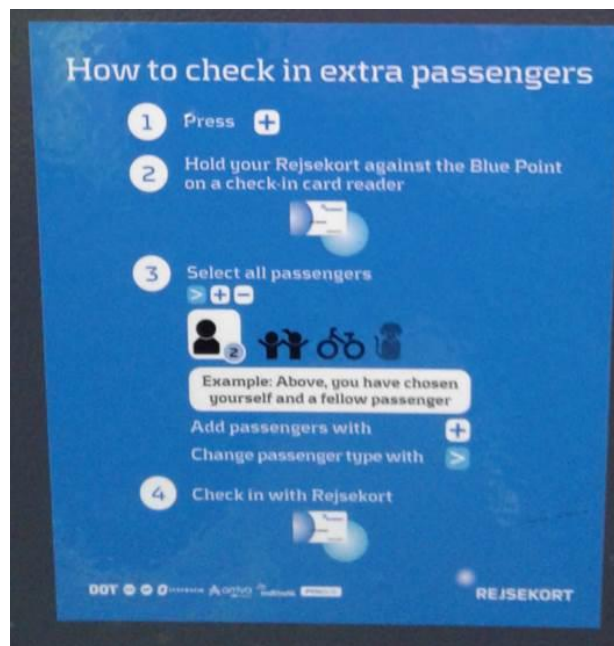 How to check in extra passengers
1 Press +
2 Hold your Rejsekort against the Blue Point
on a check-in card reader
3 Select all passengers
> + −
2
Example: Above, you have chosen
yourself and a fellow passenger
Add passengers with +
Change passenger type with >
4 Check in with Rejsekort
DOT arriva
REJSEKORT